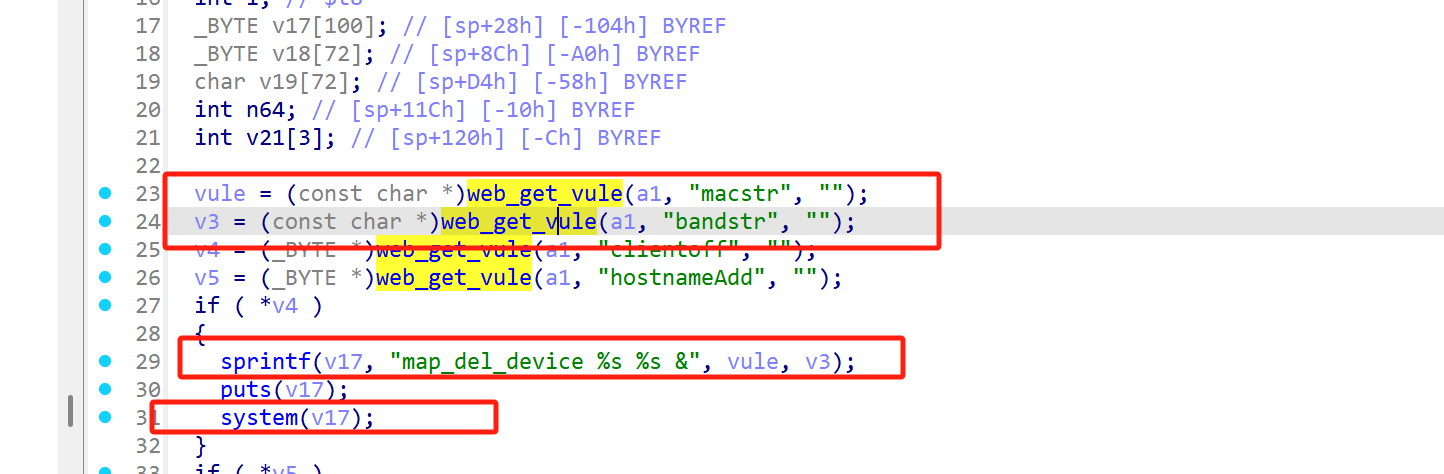 17 _BYTE v17[100]; // [sp+28h] [-104h] BYREF
18 _BYTE v18[72]; // [sp+8Ch] [-A0h] BYREF
19 char v19[72]; // [sp+D4h] [-58h] BYREF
20 int n64; // [sp+11Ch] [-10h] BYREF
21 int v21[3]; // [sp+120h] [-Ch] BYREF
22
23 vule = (const char *)web_get_vule(a1, "macstr", "");
24 v3 = (const char *)web_get_vule(a1, "bandstr", "");
25 v4 = (_BYTE *)web_get_vule(a1, "clientoff", "");
26 v5 = (_BYTE *)web_get_vule(a1, "hostnameAdd", "");
27 if ( *v4 )
28 {
29 sprintf(v17, "map_del_device %s %s &", vule, v3);
30 puts(v17);
31 system(v17);
32 }
33 if ( *v5 )